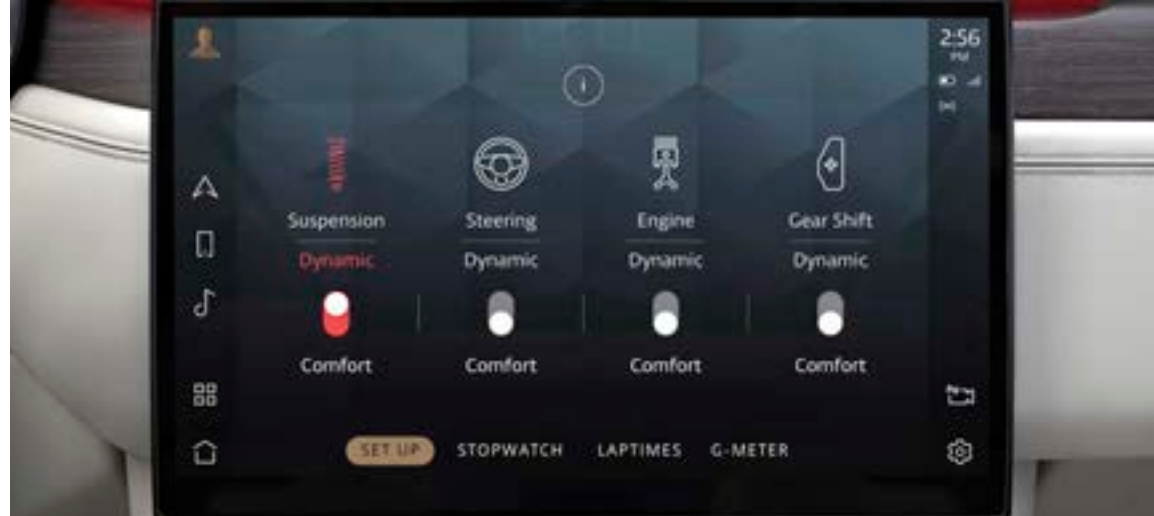 2:56
PM
Suspension Steering Engine Gear Shift
Dynamic Dynamic Dynamic Dynamic
Comfort Comfort Comfort Comfort
SET UP STOPWATCH LAPTIMES G-METER